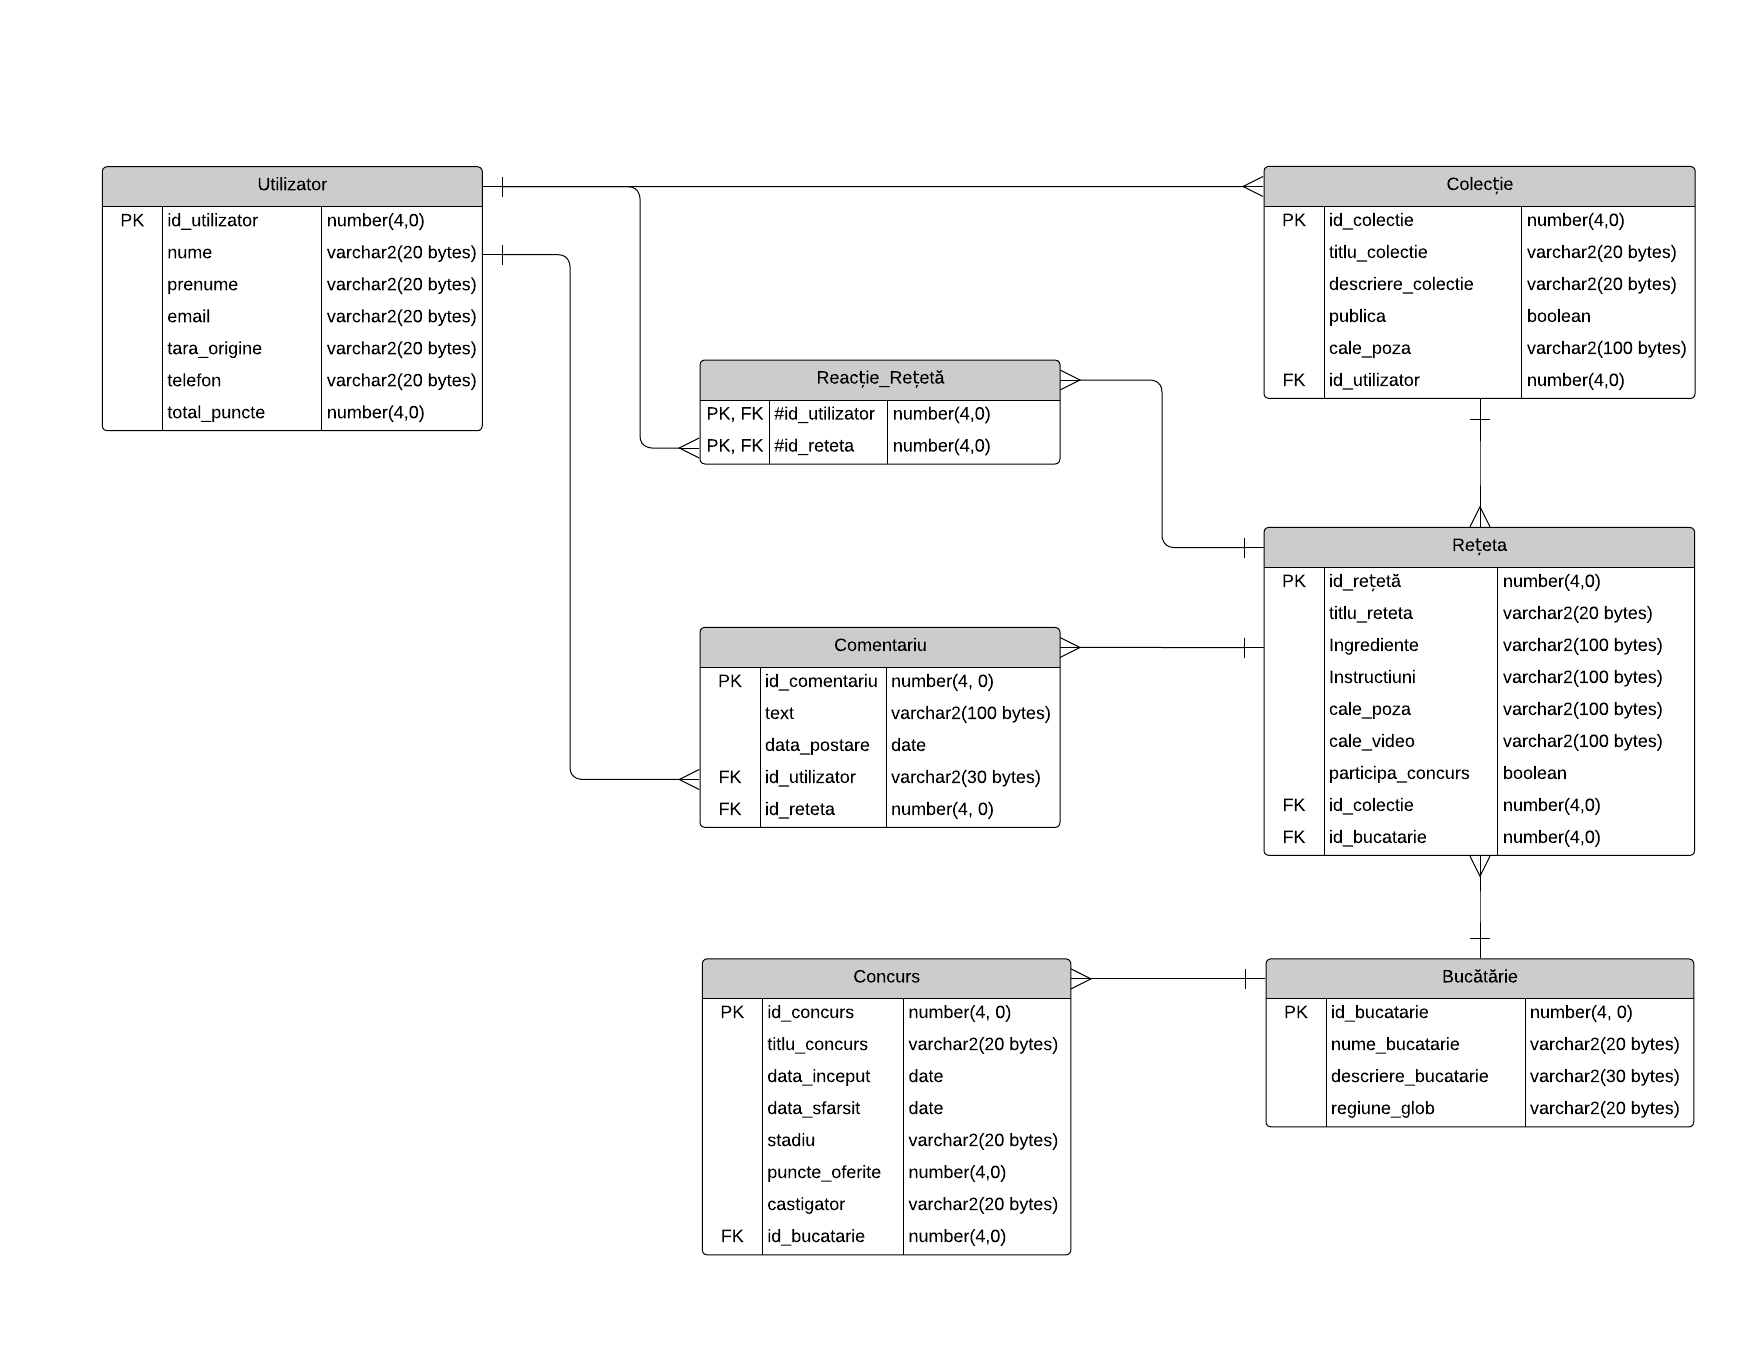 Utilizator
PK id_utilizator number(4,0)
nume varchar2(20 bytes)
prenume varchar2(20 bytes)
email varchar2(20 bytes)
tara_origine varchar2(20 bytes)
telefon varchar2(20 bytes)
total_puncte number(4,0)
Colecție
PK id_colectie number(4,0)
titlu_colectie varchar2(20 bytes)
descriere_colectie varchar2(20 bytes)
publica boolean
cale_poza varchar2(100 bytes)
FK id_utilizator number(4,0)
Reacție_Rețetă
PK, FK #id_utilizator number(4,0)
PK, FK #id_reteta number(4,0)
Rețeta
PK id_rețetă number(4,0)
titlu_reteta varchar2(20 bytes)
Ingrediente varchar2(100 bytes)
Instructiuni varchar2(100 bytes)
cale_poza varchar2(100 bytes)
cale_video varchar2(100 bytes)
participa_concurs boolean
FK id_colectie number(4,0)
FK id_bucatarie number(4,0)
Comentariu
PK id_comentariu number(4, 0)
text varchar2(100 bytes)
data_postare date
FK id_utilizator varchar2(30 bytes)
FK id_reteta number(4, 0)
Concurs
PK id_concurs number(4, 0)
titlu_concurs varchar2(20 bytes)
data_inceput date
data_sfarsit date
stadiu varchar2(20 bytes)
puncte_oferite number(4,0)
castigator varchar2(20 bytes)
FK id_bucatarie number(4,0)
Bucătărie
PK id_bucatarie number(4, 0)
nume_bucatarie varchar2(20 bytes)
descriere_bucatarie varchar2(30 bytes)
regiune_glob varchar2(20 bytes)